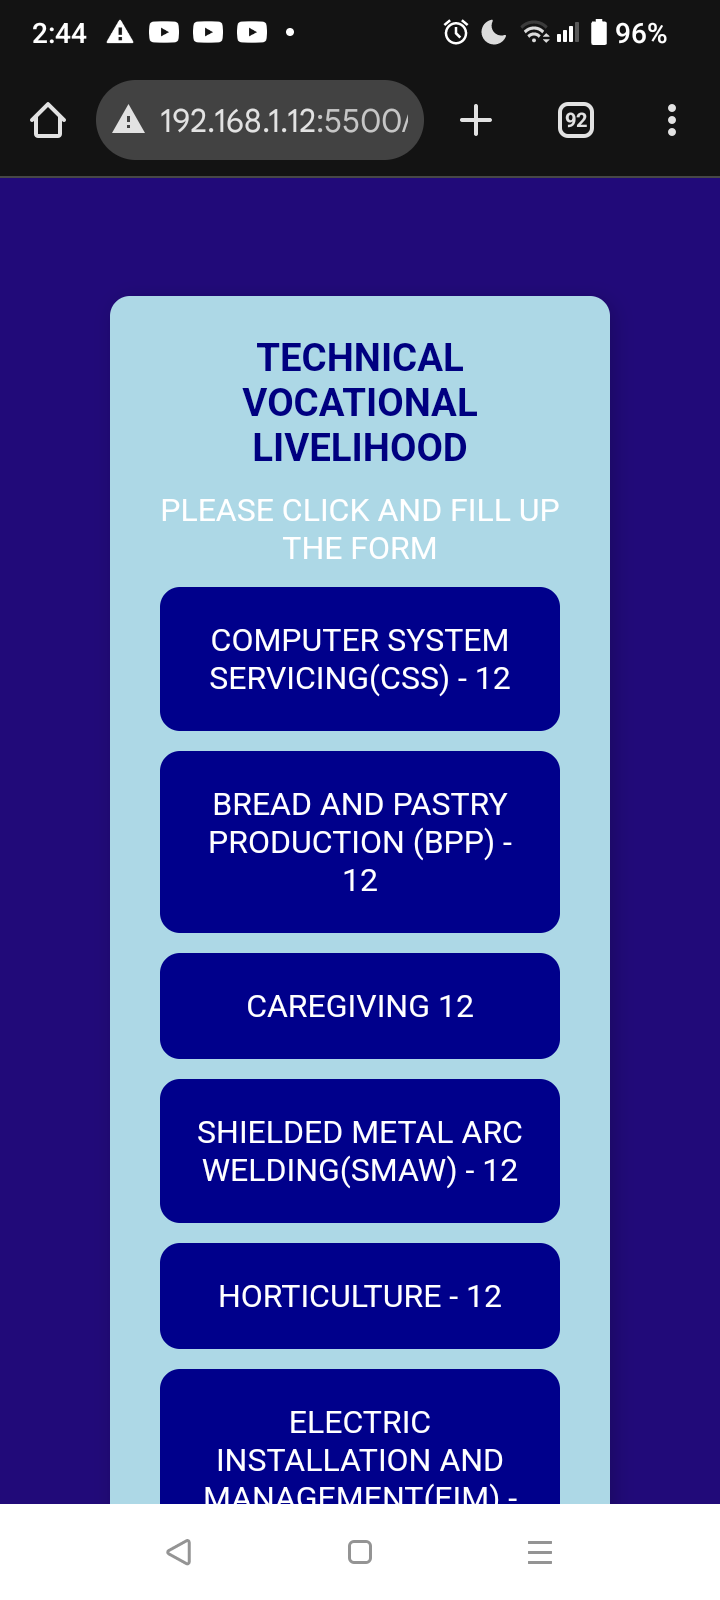 2:44
96%
192.168.1.12:5500/
92
TECHNICAL
VOCATIONAL
LIVELIHOOD
PLEASE CLICK AND FILL UP
THE FORM
COMPUTER SYSTEM
SERVICING(CSS) - 12
BREAD AND PASTRY
PRODUCTION (BPP) -
12
CAREGIVING 12
SHIELDED METAL ARC
WELDING(SMAW) - 12
HORTICULTURE - 12
ELECTRIC
INSTALLATION AND
MANAGEMENT(EIM) -